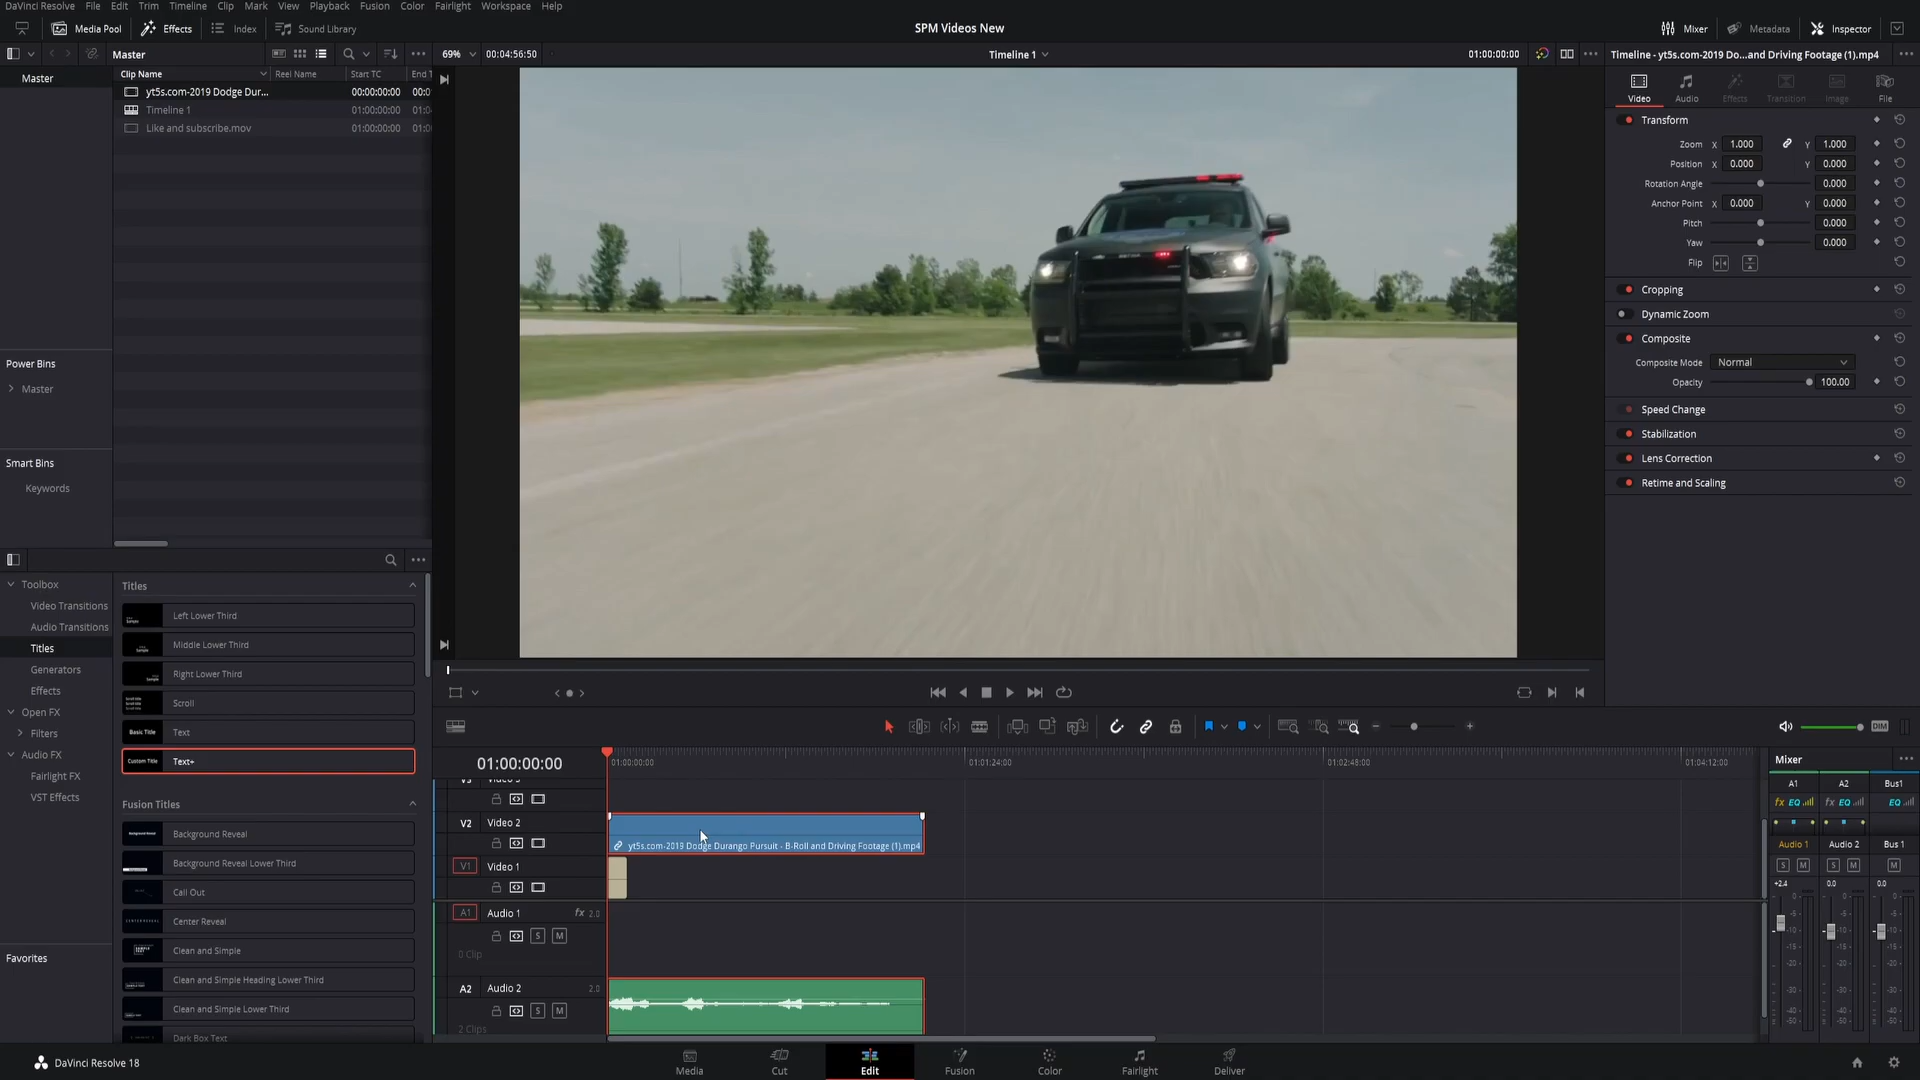 DaVinci Resolve File Edit Trim Timeline Clip Mark View Playback Fusion Color Fairlight Workspace Help
Media Pool Effects Index Sound Library SPM Videos New Mixer Metadata Inspector
Master 69% 00:04:56:50 Timeline 1 01:00:00:00 Timeline - yt5s.com-2019 Do...and Driving Footage (1).mp4
Master
Clip Name Reel Name Start TC End T
yt5s.com-2019 Dodge Dur... 00:00:00:00 00:0
Timeline 1 01:00:00:00 01:0
Like and subscribe.mov 01:00:00:00 01:0
Power Bins
Master
Smart Bins
Keywords
Video Audio Effects Transition Image File
Transform
Zoom X 1.000 Y 1.000
Position X 0.000 Y 0.000
Rotation Angle 0.000
Anchor Point X 0.000 Y 0.000
Pitch 0.000
Yaw 0.000
Flip
Cropping
Dynamic Zoom
Composite
Composite Mode Normal
Opacity 100.00
Speed Change
Stabilization
Lens Correction
Retime and Scaling
Toolbox
Video Transitions
Audio Transitions
Titles
Generators
Effects
Open FX
Filters
Audio FX
Fairlight FX
VST Effects
Favorites
Titles
Left Lower Third
Middle Lower Third
Right Lower Third
Scroll
Basic Title Text
Custom Title Text+
Fusion Titles
Background Reveal
Background Reveal Lower Third
Call Out
Center Reveal
Clean and Simple
Clean and Simple Heading Lower Third
Clean and Simple Lower Third
Dark Box Text
DIM
01:00:00:00 01:00:00:00 01:01:24:00 01:02:48:00 01:04:12:00
V2 Video 2
yt5s.com-2019 Dodge Durango Pursuit - B-Roll and Driving Footage (1).mp4
V1 Video 1
A1 Audio 1 fx 2.0
S M
0 Clip
A2 Audio 2 2.0
S M
2 Clips
Mixer
A1 A2 Bus1
fx EQ fx EQ EQ
Audio 1 Audio 2 Bus 1
S M S M M
+2.4 0.0 0.0
DaVinci Resolve 18 Media Cut Edit Fusion Color Fairlight Deliver